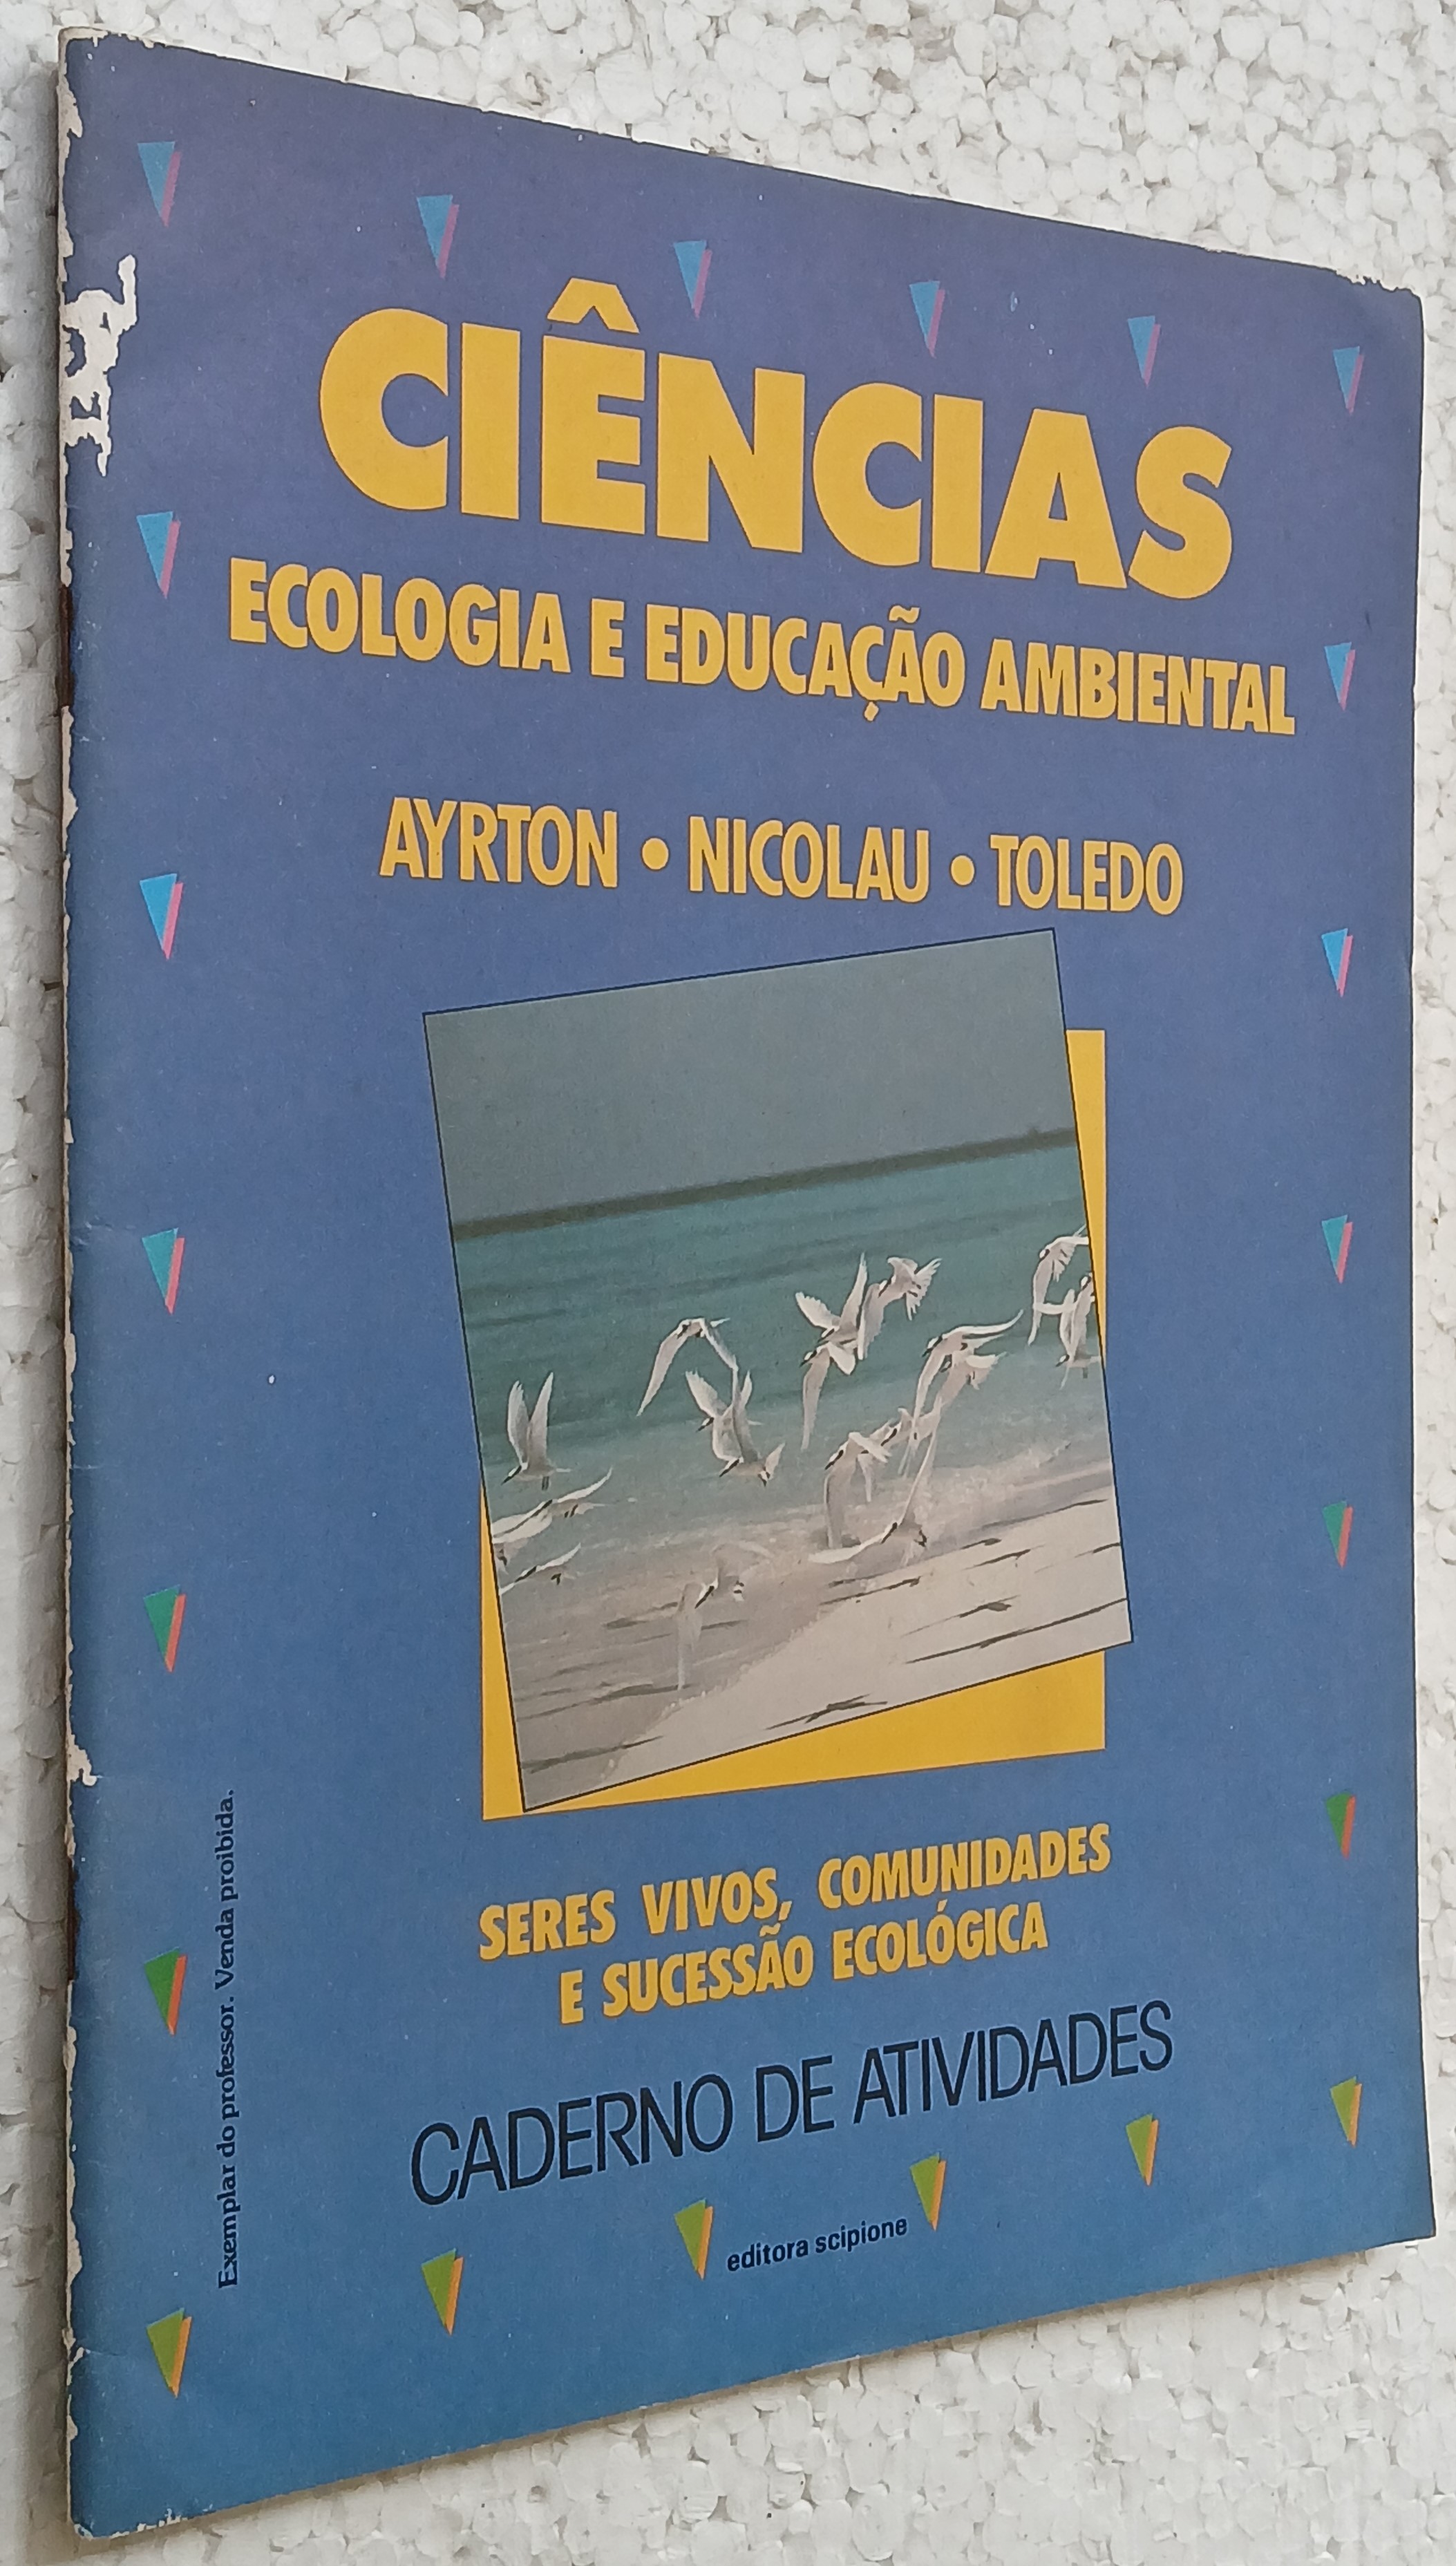 CIÊNCIAS
ECOLOGIA E EDUCAÇÃO AMBIENTAL
AYRTON • NICOLAU • TOLEDO
SERES VIVOS, COMUNIDADES
E SUCESSÃO ECOLÓGICA
CADERNO DE ATIVIDADES
editora scipione
Exemplar do professor. Venda proibida.